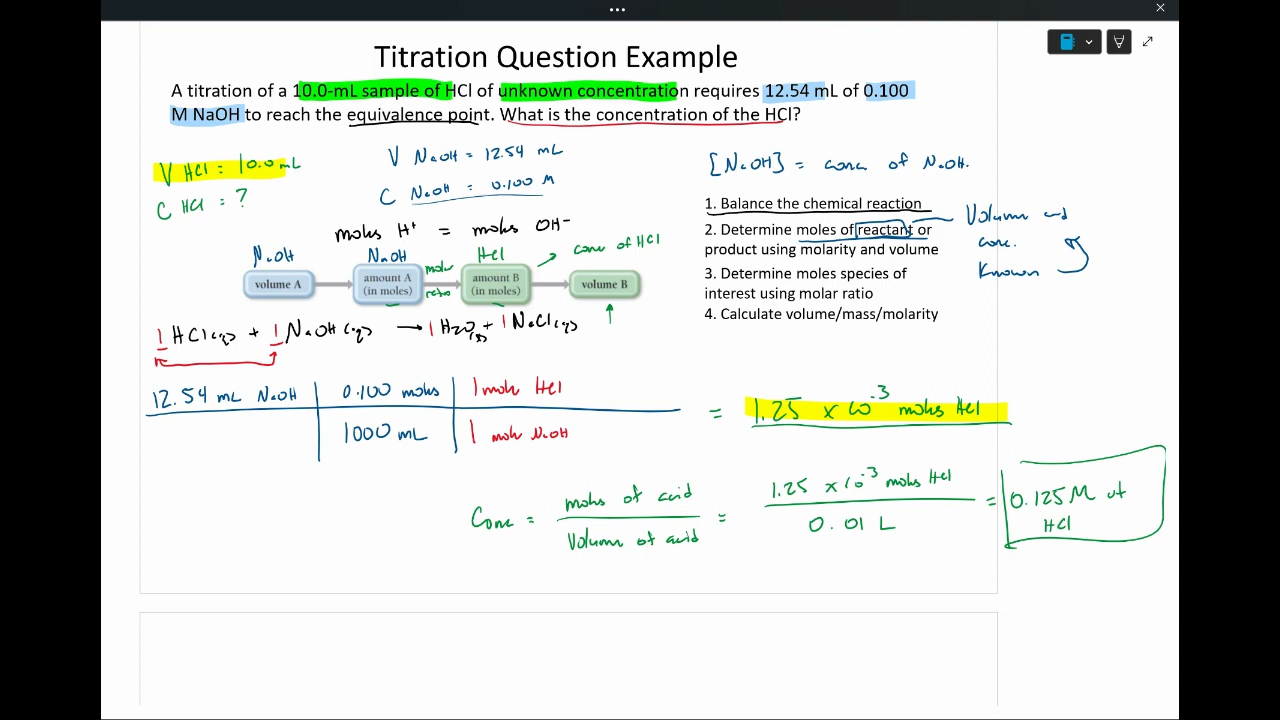 Titration Question Example
A titration of a 10.0-mL sample of HCl of unknown concentration requires 12.54 mL of 0.100
M NaOH to reach the equivalence point. What is the concentration of the HCl?
V HCl = 10.0 mL
C HCl = ?
V NaOH = 12.54 mL
C NaOH = 0.100 M
[NaOH] = conc of NaOH.
1. Balance the chemical reaction
2. Determine moles of reactant or
product using molarity and volume
3. Determine moles species of
interest using molar ratio
4. Calculate volume/mass/molarity
Volume and
conc.
Known
moles H+ = moles OH-
NaOH NaOH HCl conc of HCl
volume A
amount A
(in moles)
molar
ratio
amount B
(in moles)
volume B
1 HCl(aq) + 1 NaOH(aq) → 1 H2O(l) + 1 NaCl(aq)
12.54 mL NaOH | 0.100 moles | 1 mole HCl
1000 mL | 1 mole NaOH
= 1.25 x 10-3 moles HCl
Conc = moles of acid = 1.25 x 10-3 moles HCl = 0.125 M of
Volume of acid 0.01 L HCl